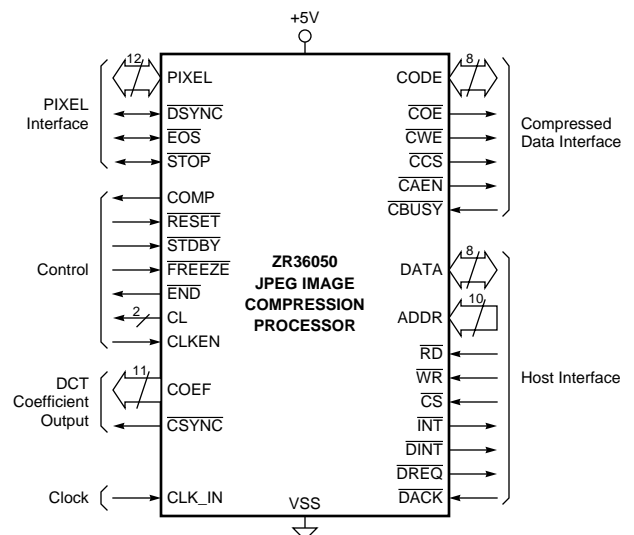 +5V
12
PIXEL
DSYNC
EOS
STOP
PIXEL
Interface
COMP
RESET
STDBY
FREEZE
END
2
CL
CLKEN
Control
11
COEF
CSYNC
DCT
Coefficient
Output
Clock
CLK_IN
ZR36050
JPEG IMAGE
COMPRESSION
PROCESSOR
VSS
8
CODE
COE
CWE
CCS
CAEN
CBUSY
Compressed
Data Interface
8
DATA
10
ADDR
RD
WR
CS
INT
DINT
DREQ
DACK
Host Interface